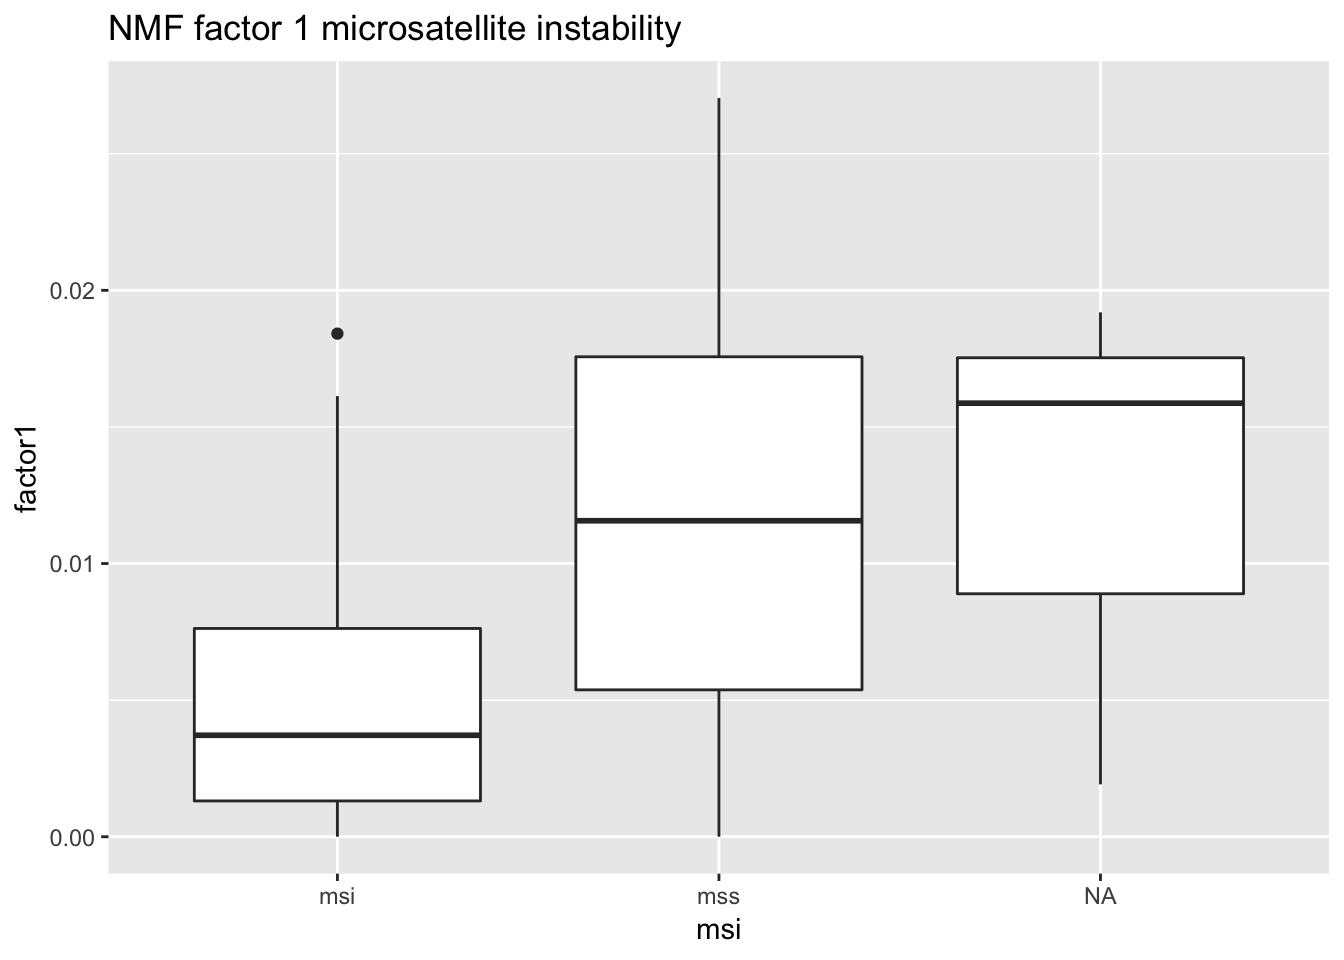 NMF factor 1 microsatellite instability
factor1
0.02
0.01
0.00
msi
mss
NA
msi